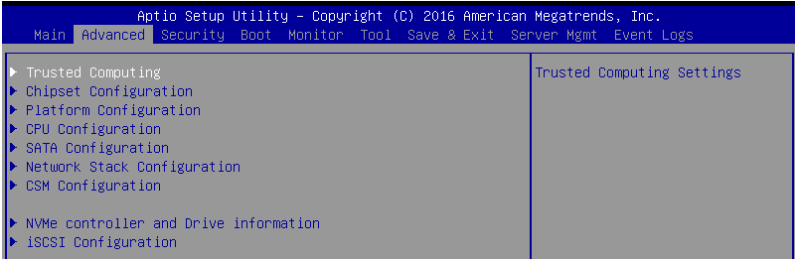 Aptio Setup Utility – Copyright (C) 2016 American Megatrends, Inc.
Main Advanced Security Boot Monitor Tool Save & Exit Server Mgmt Event Logs
Trusted Computing
Chipset Configuration
Platform Configuration
CPU Configuration
SATA Configuration
Network Stack Configuration
CSM Configuration
NVMe controller and Drive information
iSCSI Configuration
Trusted Computing Settings